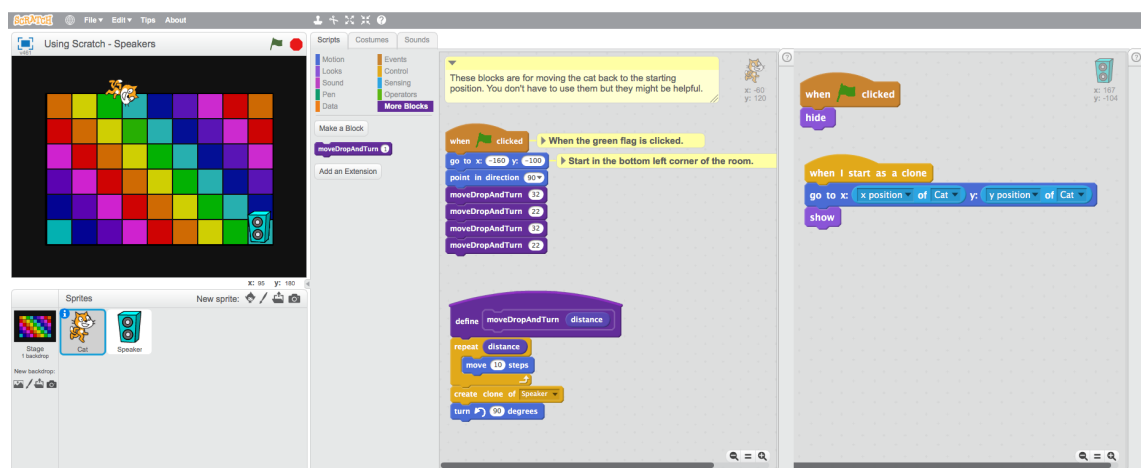 SCRATCH File Edit Tips About
v461 Using Scratch - Speakers
X: 95 y: 180
Sprites New sprite:
Stage
1 backdrop
Cat Speaker
New backdrop:
Scripts Costumes Sounds
Motion Events
Looks Control
Sound Sensing
Pen Operators
Data More Blocks
Make a Block
moveDropAndTurn 1
Add an Extension
These blocks are for moving the cat back to the starting
position. You don't have to use them but they might be helpful.
x: -60
y: 120
when clicked When the green flag is clicked.
go to x: -160 y: -100 Start in the bottom left corner of the room.
point in direction 90
moveDropAndTurn 32
moveDropAndTurn 22
moveDropAndTurn 32
moveDropAndTurn 22
define moveDropAndTurn distance
repeat distance
move 10 steps
create clone of Speaker
turn 90 degrees
x: 167
y: -104
when clicked
hide
when I start as a clone
go to x: x position of Cat y: y position of Cat
show